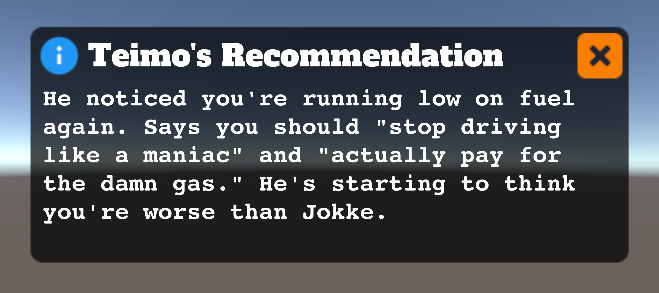 Teimo's Recommendation
He noticed you're running low on fuel
again. Says you should "stop driving
like a maniac" and "actually pay for
the damn gas." He's starting to think
you're worse than Jokke.